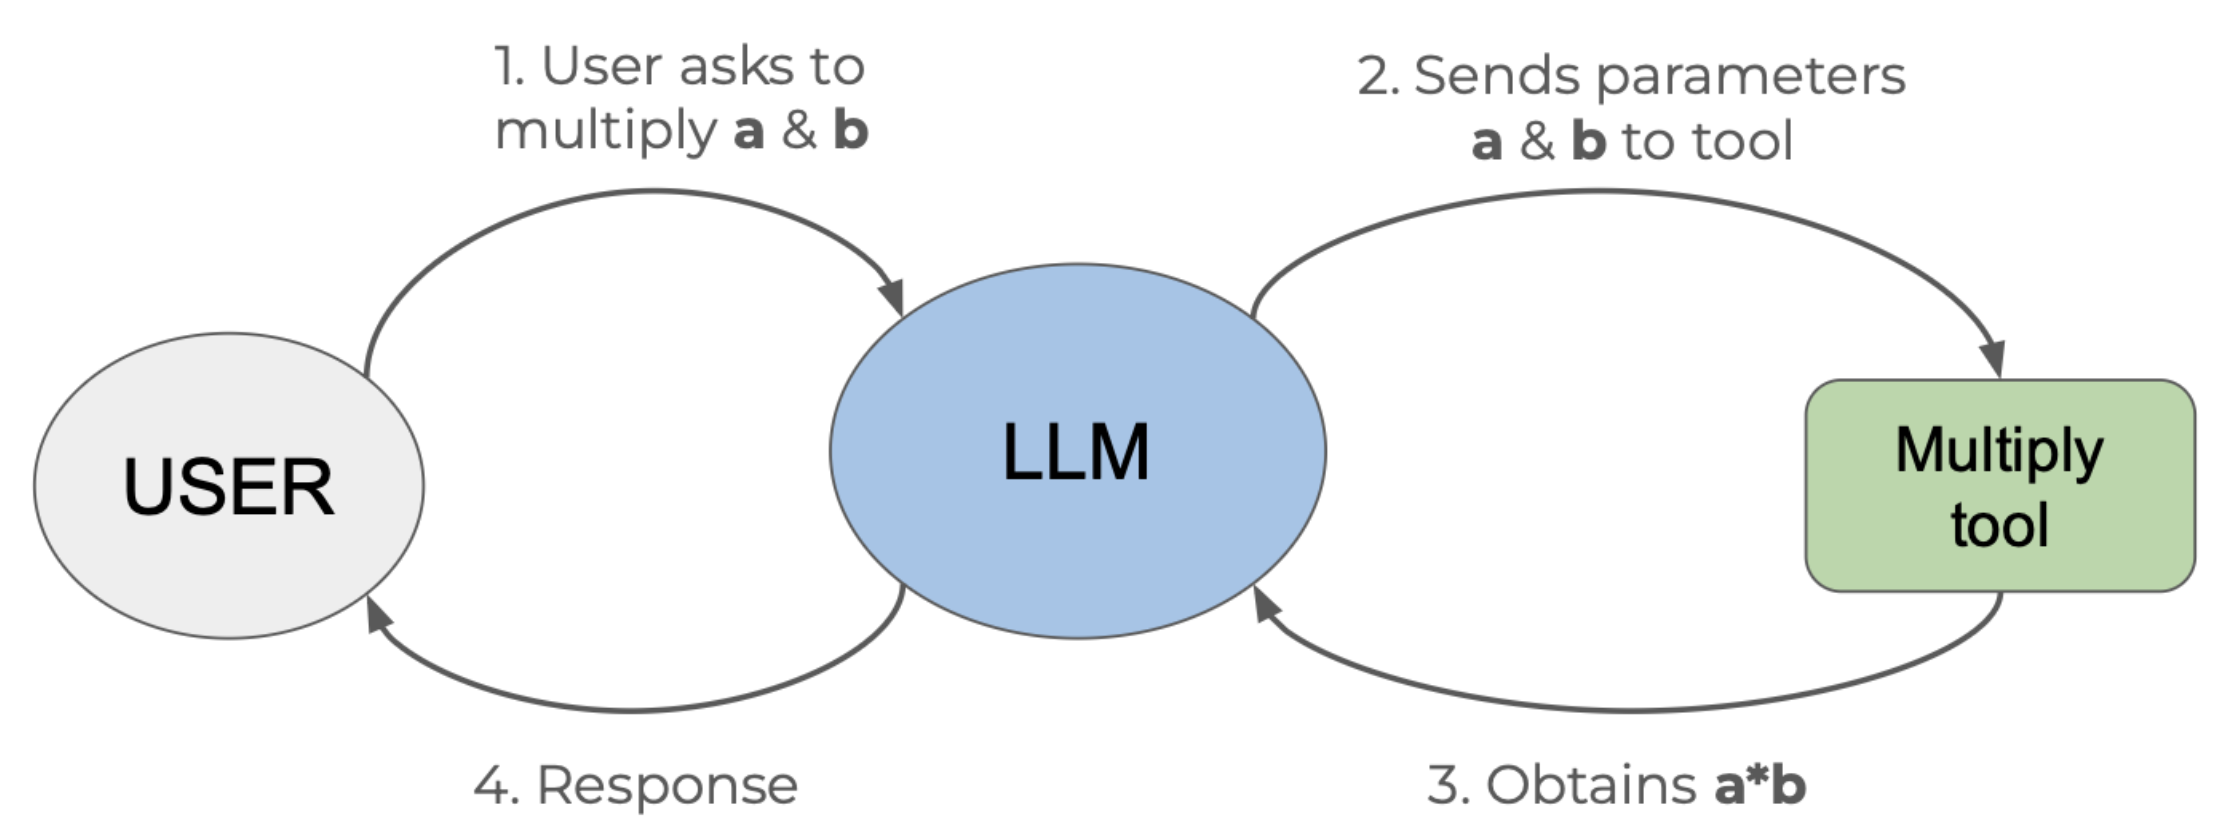 1. User asks to
multiply a & b
2. Sends parameters
a & b to tool
USER
LLM
Multiply
tool
4. Response
3. Obtains a*b